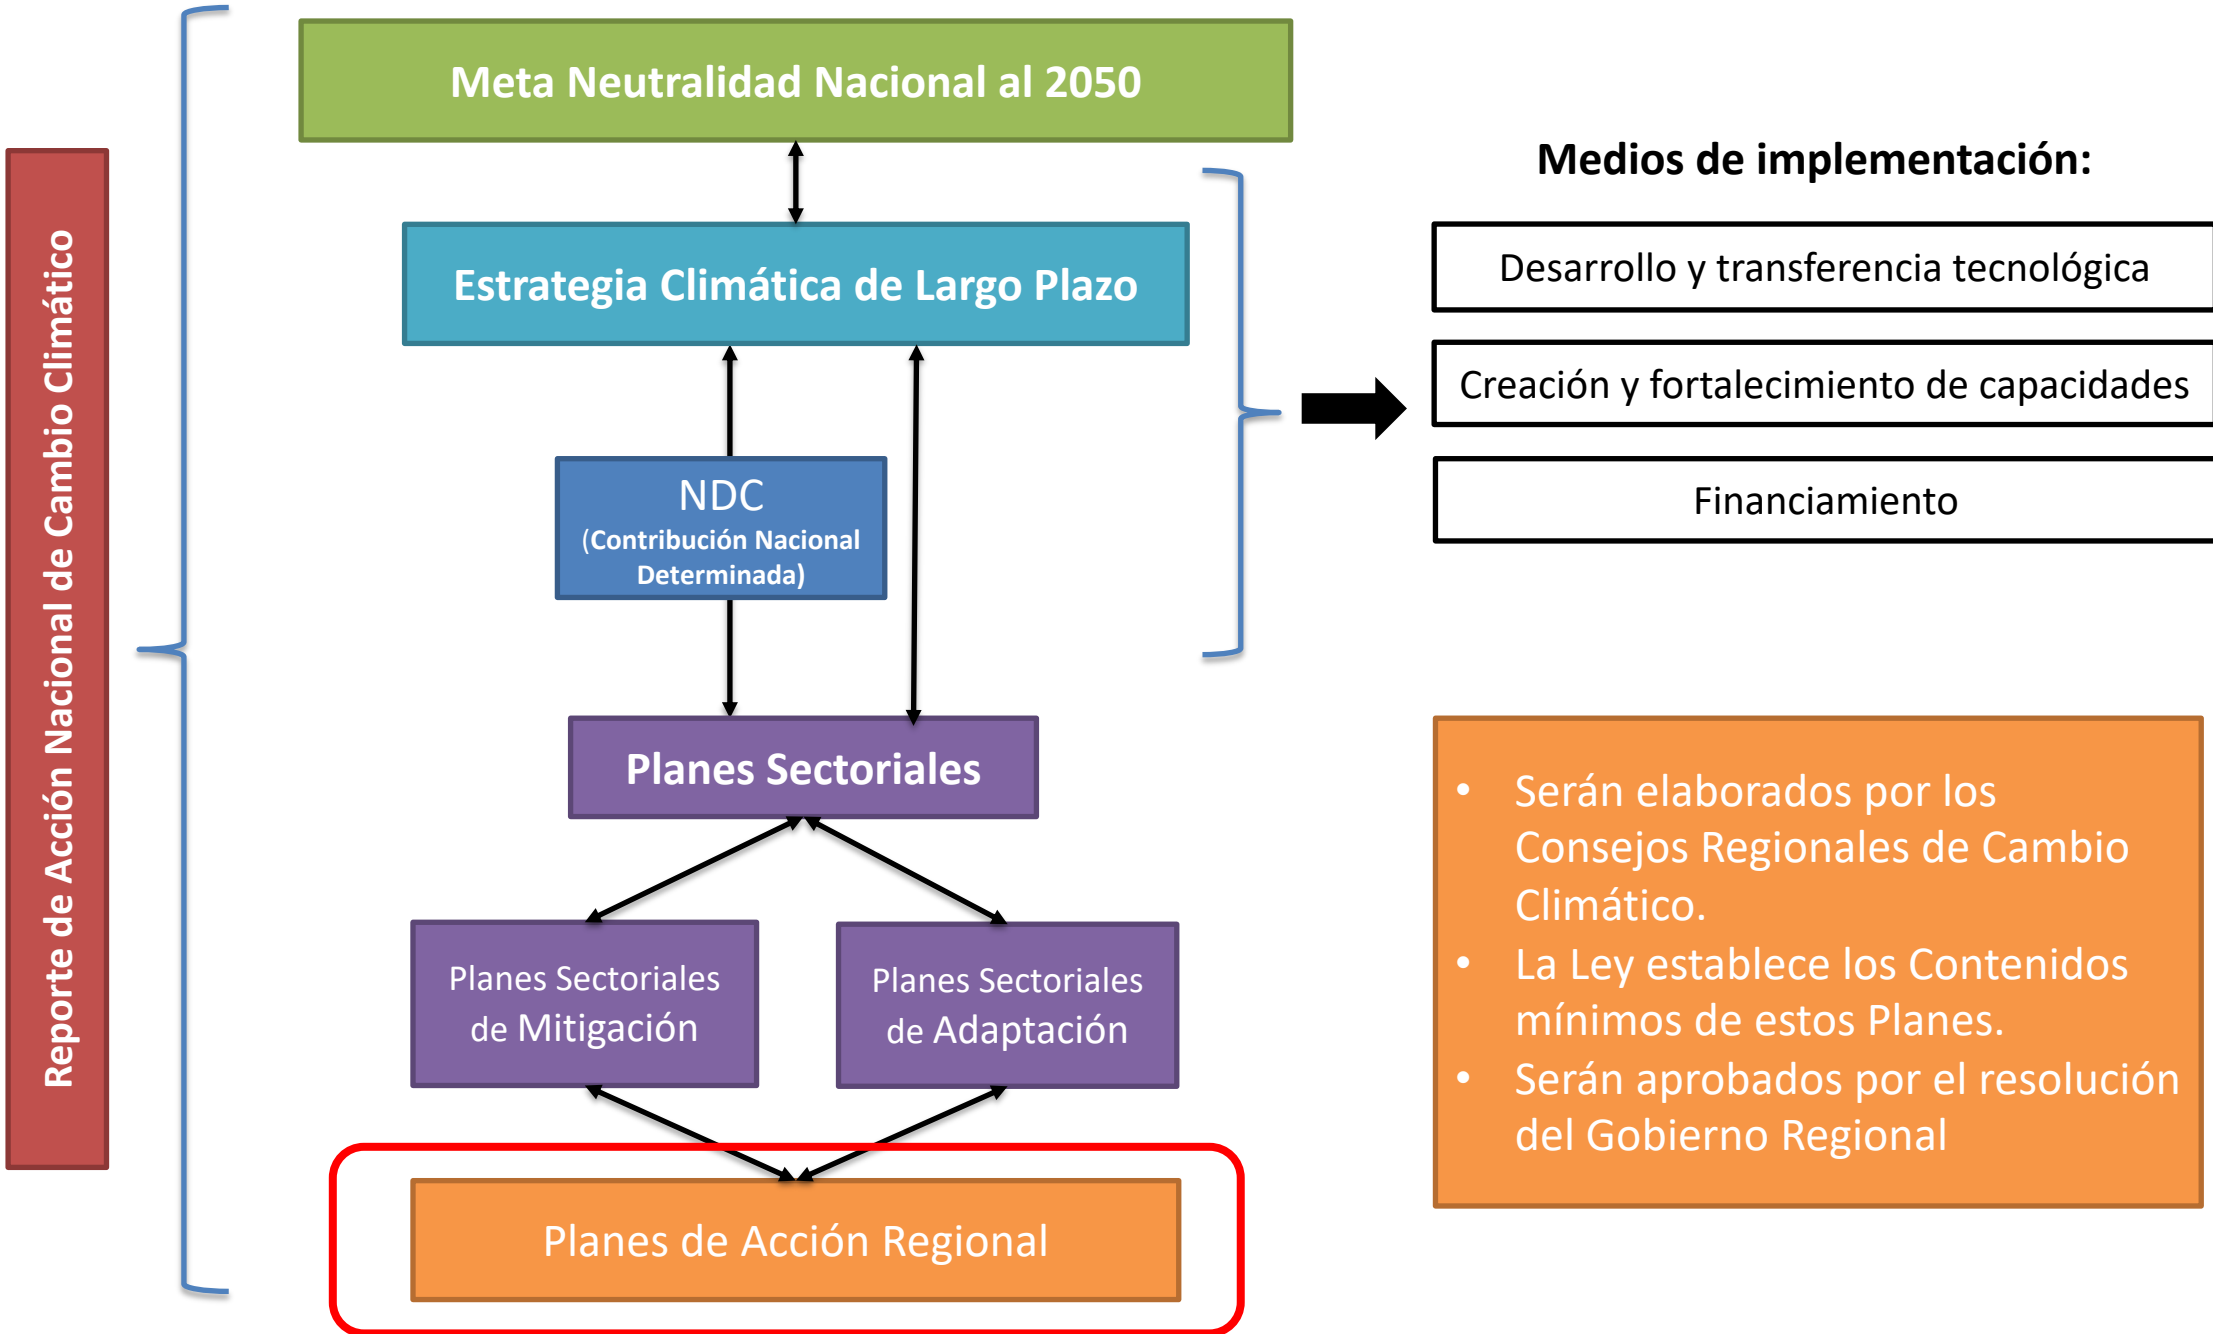 Reporte de Acción Nacional de Cambio Climático
Meta Neutralidad Nacional al 2050
Estrategia Climática de Largo Plazo
NDC
(Contribución Nacional
Determinada)
Planes Sectoriales
Planes Sectoriales
de Mitigación
Planes Sectoriales
de Adaptación
Planes de Acción Regional
Medios de implementación:
Desarrollo y transferencia tecnológica
Creación y fortalecimiento de capacidades
Financiamiento
• Serán elaborados por los
Consejos Regionales de Cambio
Climático.
• La Ley establece los Contenidos
mínimos de estos Planes.
• Serán aprobados por el resolución
del Gobierno Regional